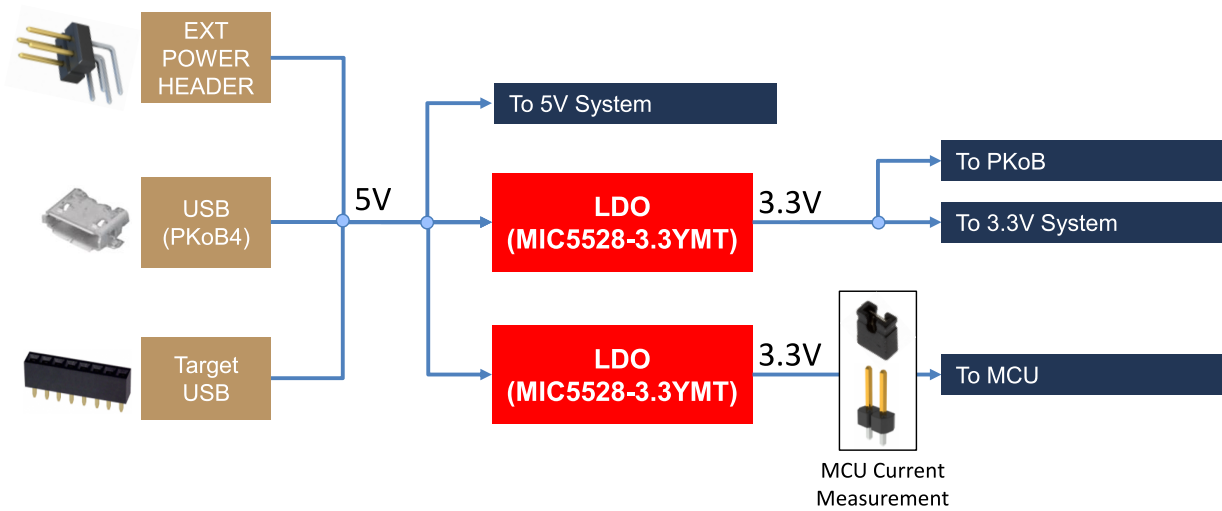 EXT
POWER
HEADER
To 5V System
To PKoB
USB
(PKoB4)
5V
LDO
(MIC5528-3.3YMT)
3.3V
To 3.3V System
Target
USB
LDO
(MIC5528-3.3YMT)
3.3V
To MCU
MCU Current
Measurement